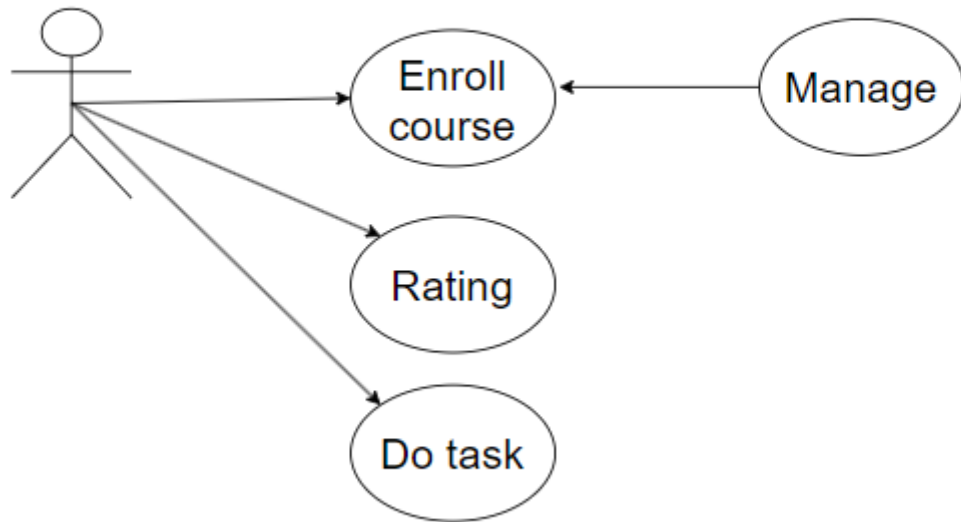 Enroll
course
Manage
Rating
Do task